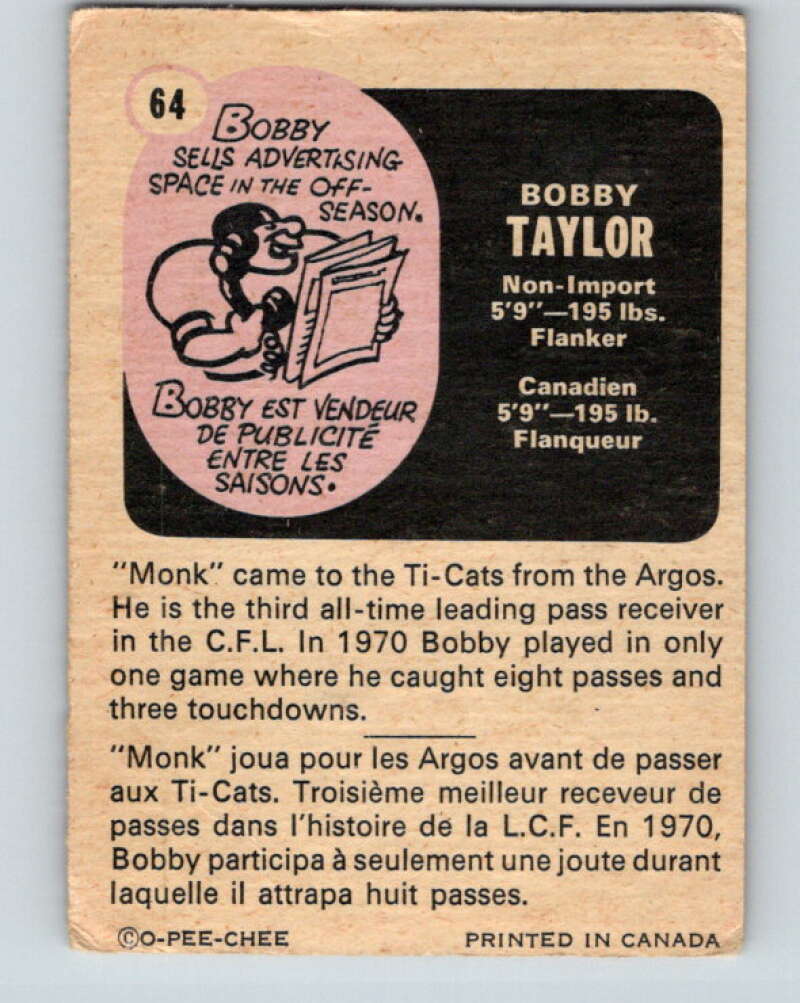 64
BOBBY
SELLS ADVERTISING
SPACE IN THE OFF-
SEASON.
BOBBY EST VENDEUR
DE PUBLICITÉ
ENTRE LES
SAISONS.
BOBBY
TAYLOR
Non-Import
5'9"—195 lbs.
Flanker
Canadien
5'9"—195 lb.
Flanqueur
"Monk" came to the Ti-Cats from the Argos.
He is the third all-time leading pass receiver
in the C.F.L. In 1970 Bobby played in only
one game where he caught eight passes and
three touchdowns.
"Monk" joua pour les Argos avant de passer
aux Ti-Cats. Troisième meilleur receveur de
passes dans l'histoire de la L.C.F. En 1970,
Bobby participa à seulement une joute durant
laquelle il attrapa huit passes.
©O-PEE-CHEE PRINTED IN CANADA